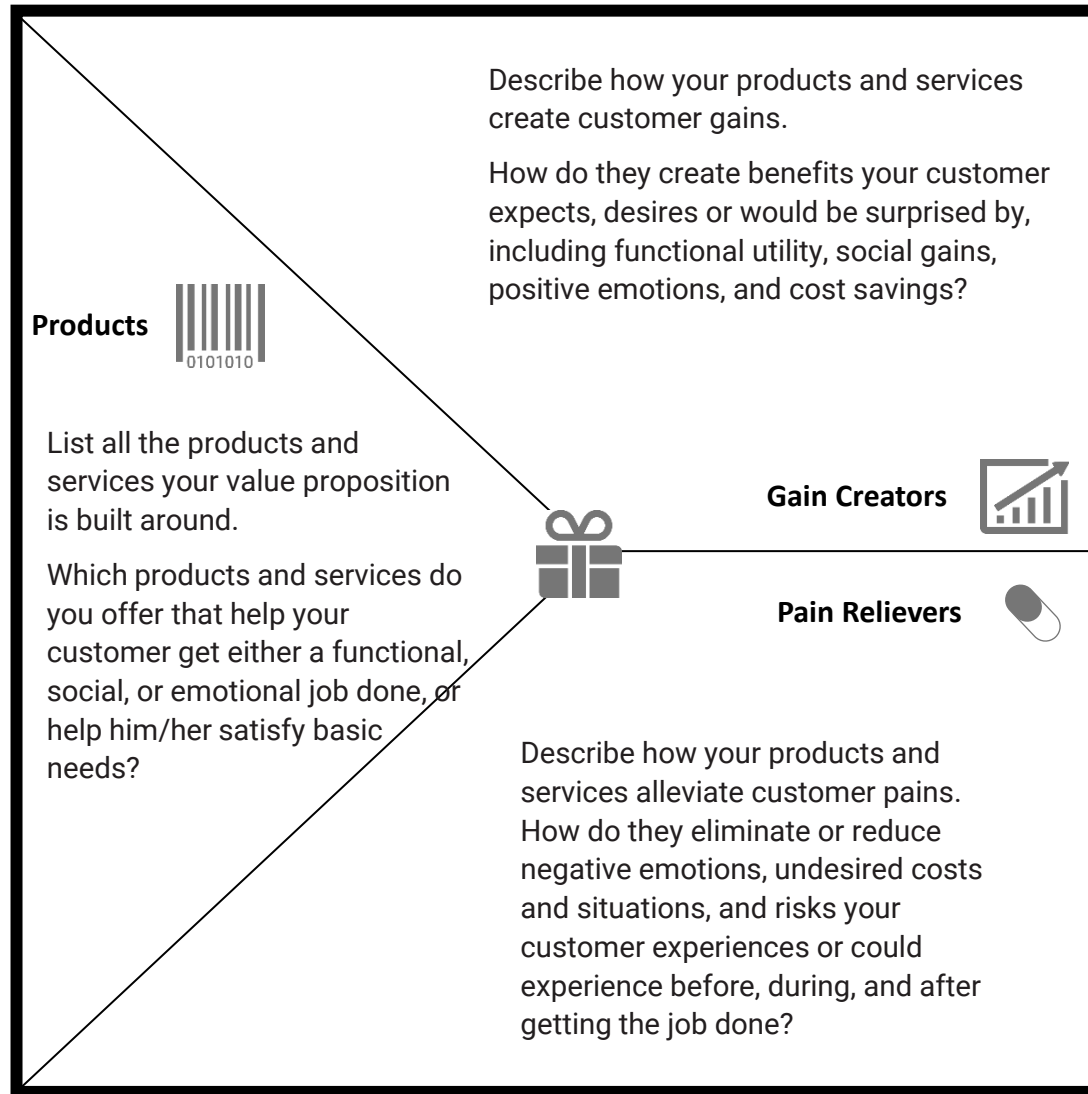 Describe how your products and services
create customer gains.
How do they create benefits your customer
expects, desires or would be surprised by,
including functional utility, social gains,
positive emotions, and cost savings?
Products
0101010
List all the products and
services your value proposition
is built around.
Which products and services do
you offer that help your
customer get either a functional,
social, or emotional job done, or
help him/her satisfy basic
needs?
Gain Creators
Pain Relievers
Describe how your products and
services alleviate customer pains.
How do they eliminate or reduce
negative emotions, undesired costs
and situations, and risks your
customer experiences or could
experience before, during, and after
getting the job done?